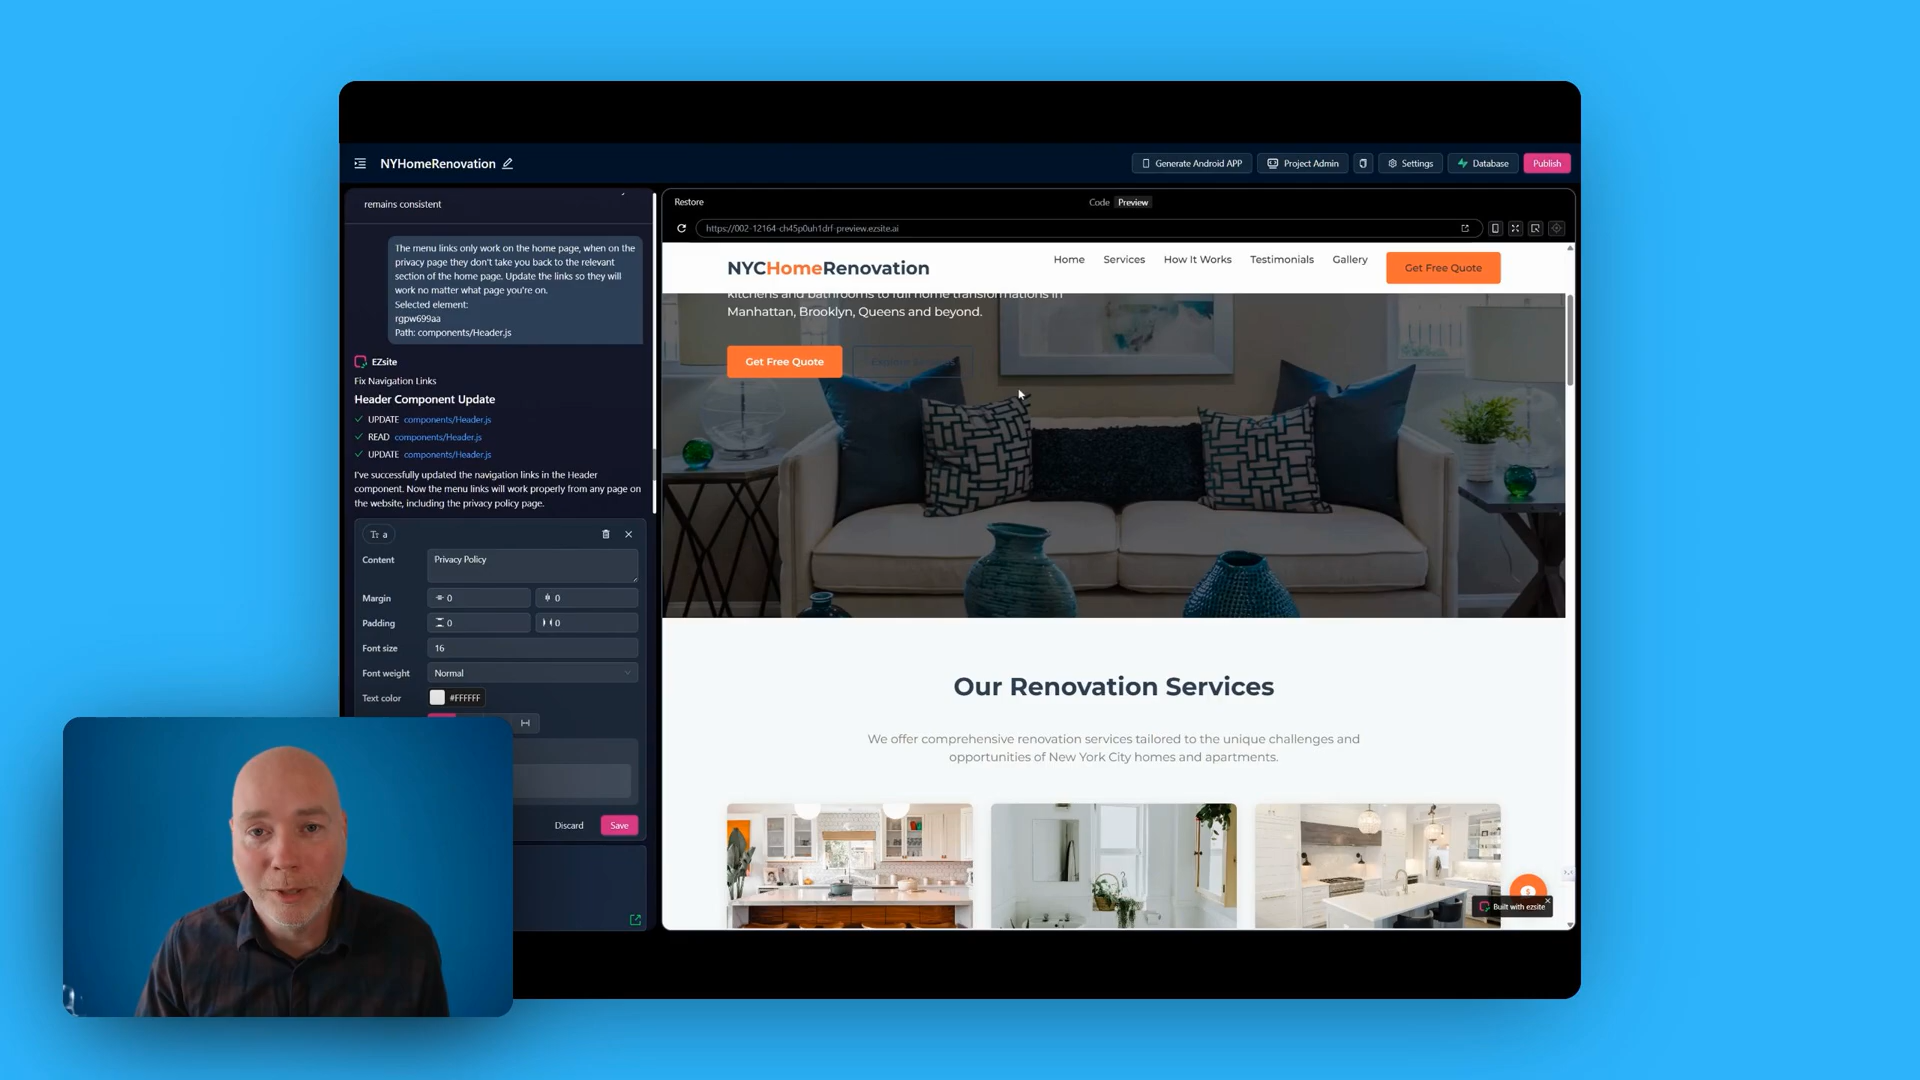 NYHomeRenovation
Generate Android APP
Project Admin
Settings
Database
Publish
remains consistent
The menu links only work on the home page, when on the
privacy page they don't take you back to the relevant
section of the home page. Update the links so they will
work no matter what page you're on.
Selected element:
rgpw699aa
Path: components/Header.js
EZsite
Fix Navigation Links
Header Component Update
UPDATE components/Header.js
READ components/Header.js
UPDATE components/Header.js
I've successfully updated the navigation links in the Header
component. Now the menu links will work properly from any page on
the website, including the privacy policy page.
Tт a
Content
Privacy Policy
Margin
0
0
Padding
0
0
Font size
16
Font weight
Normal
Text color
#FFFFFF
Discard
Save
Restore
Code
Preview
https://002-12164-ch45p0uh1drf-preview.ezsite.ai
NYCHomeRenovation
Home
Services
How It Works
Testimonials
Gallery
Get Free Quote
kitchens and bathrooms to full home transformations in
Manhattan, Brooklyn, Queens and beyond.
Get Free Quote
Our Renovation Services
We offer comprehensive renovation services tailored to the unique challenges and
opportunities of New York City homes and apartments.
Built with ezsite